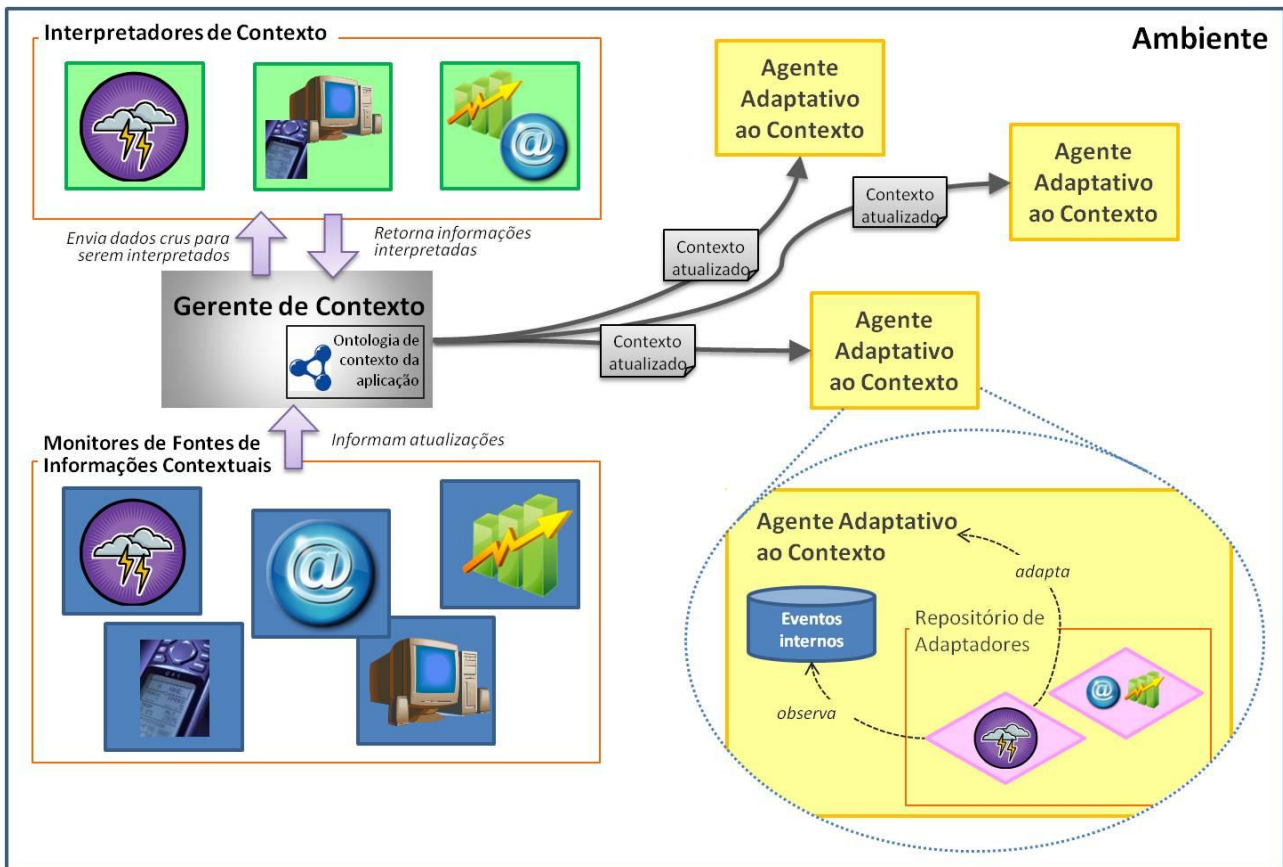 Ambiente
Interpretadores de Contexto
Envia dados crus para
serem interpretados
Retorna informações
interpretadas
Gerente de Contexto
Ontologia de
contexto da
aplicação
Informam atualizações
Monitores de Fontes de
Informações Contextuais
Agente
Adaptativo
ao Contexto
Agente
Adaptativo
ao Contexto
Contexto
atualizado
Contexto
atualizado
Contexto
atualizado
Agente
Adaptativo
ao Contexto
Agente Adaptativo
ao Contexto
adapta
Eventos
internos
Repositório de
Adaptadores
observa